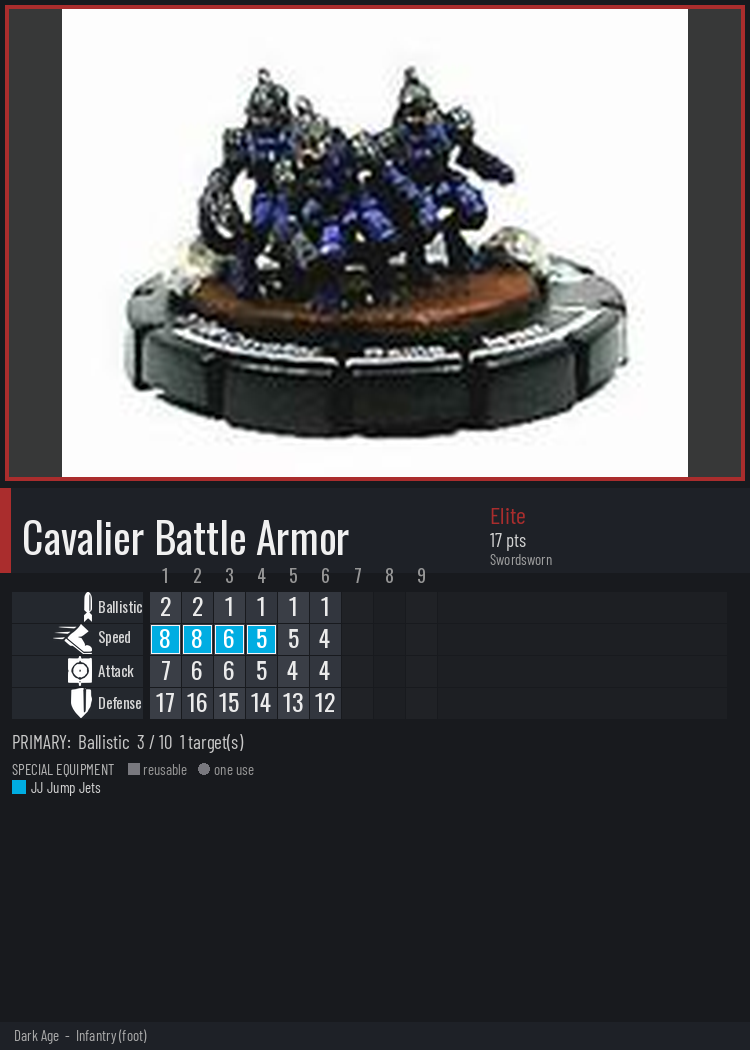 Cavalier Battle Armor
Elite
17 pts
Swordsworn
1 2 3 4 5 6 7 8 9
Ballistic 2 2 1 1 1 1
Speed 8 8 6 5 5 4
Attack 7 6 6 5 4 4
Defense 17 16 15 14 13 12
PRIMARY: Ballistic 3 / 10 1 target(s)
SPECIAL EQUIPMENT reusable one use
JJ Jump Jets
Dark Age - Infantry (foot)